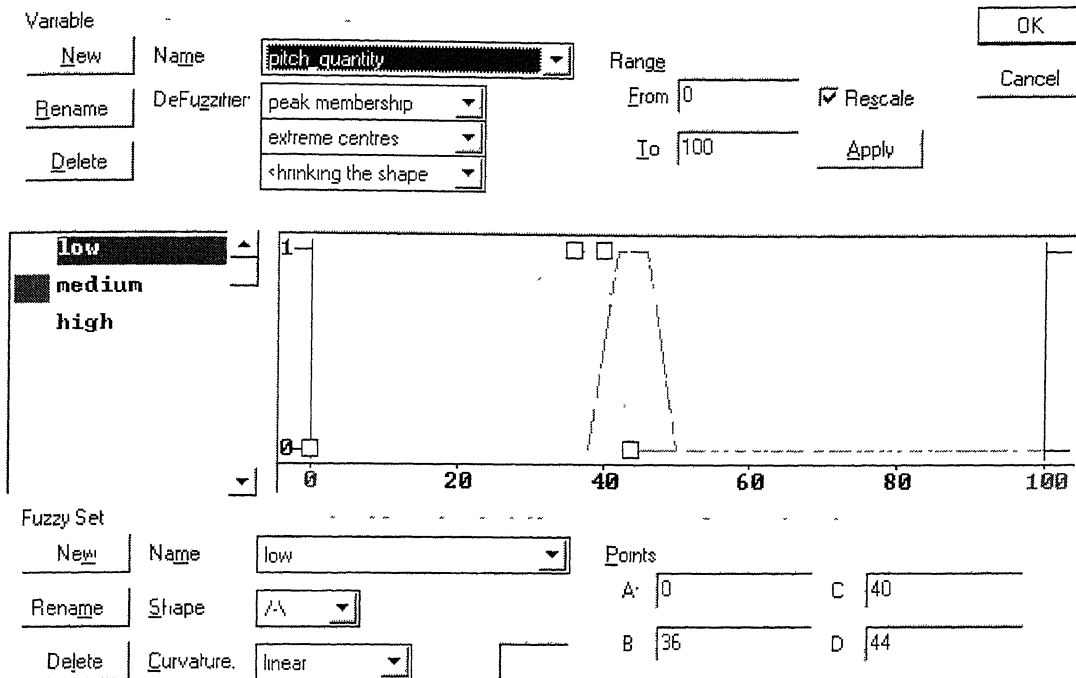 Variable
OK
New Name pitch_quantity
Range
Cancel
Rename DeFuzzifier peak membership
From 0 Rescale
extreme centres
To 100 Apply
Delete
shrinking the shape
low
medium
high
1
0
0 20 40 60 80 100
Fuzzy Set
New Name low
Points
A: 0 C 40
Rename Shape /-\
B 36 D 44
Delete Curvature. linear